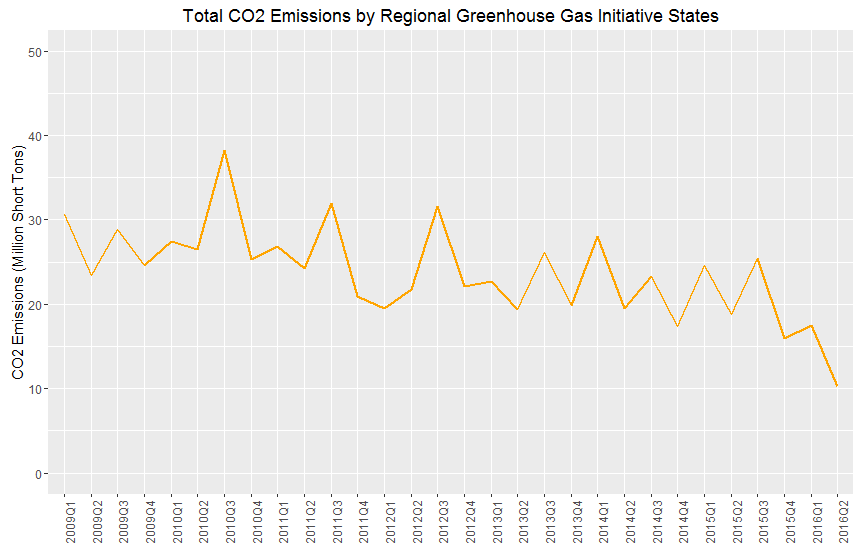 Total CO2 Emissions by Regional Greenhouse Gas Initiative States
CO2 Emissions (Million Short Tons)
50
40
30
20
10
0
2009Q1
2009Q2
2009Q3
2009Q4
2010Q1
2010Q2
2010Q3
2010Q4
2011Q1
2011Q2
2011Q3
2011Q4
2012Q1
2012Q2
2012Q3
2012Q4
2013Q1
2013Q2
2013Q3
2013Q4
2014Q1
2014Q2
2014Q3
2014Q4
2015Q1
2015Q2
2015Q3
2015Q4
2016Q1
2016Q2